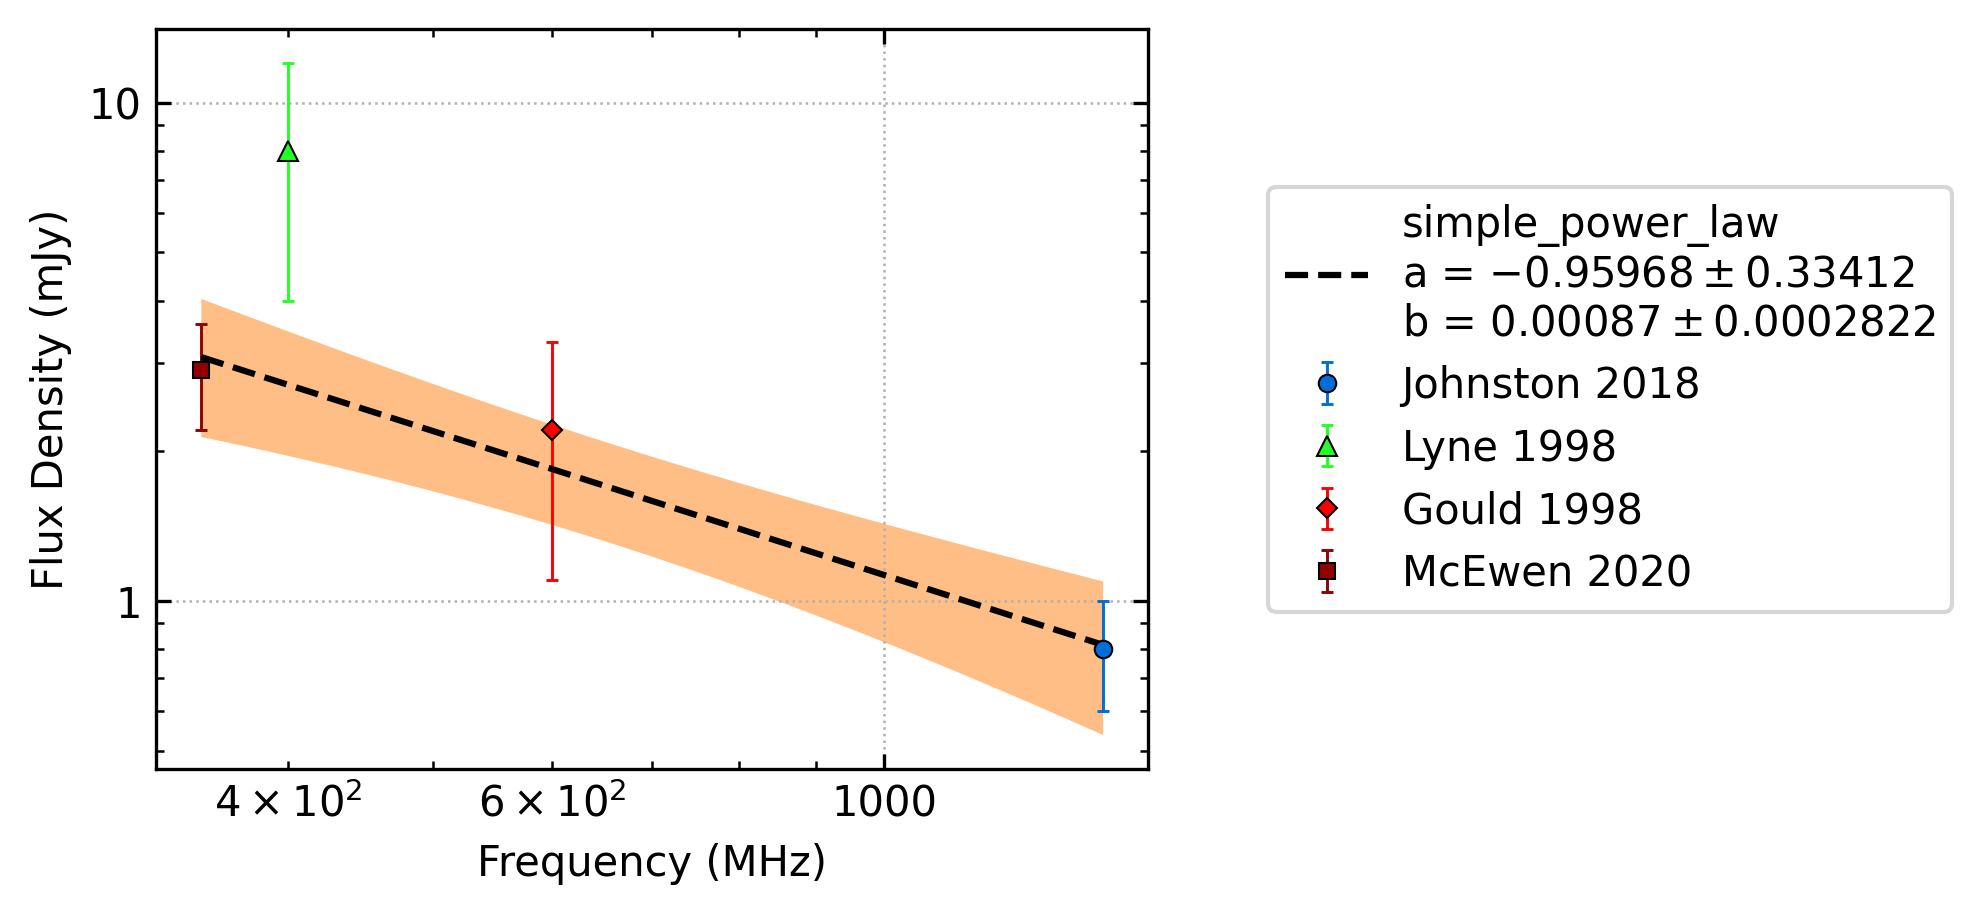 10
1
Flux Density (mJy)
4 × 10²
6 × 10²
1000
Frequency (MHz)
simple_power_law
a = −0.95968 ± 0.33412
b = 0.00087 ± 0.0002822
Johnston 2018
Lyne 1998
Gould 1998
McEwen 2020